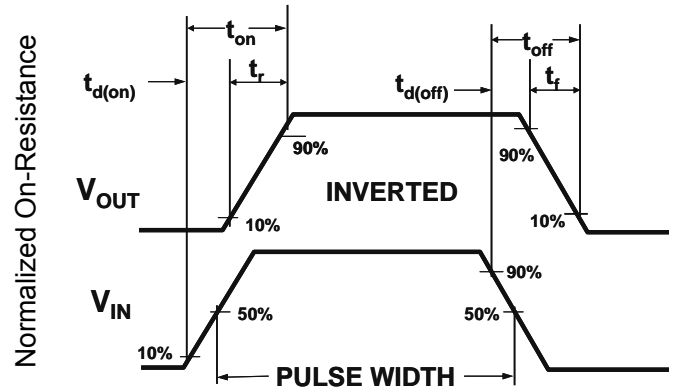 Normalized On-Resistance
t_on
t_off
t_r
t_f
t_d(on)
t_d(off)
90%
90%
V_OUT
INVERTED
10%
10%
90%
V_IN
50%
50%
10%
PULSE WIDTH